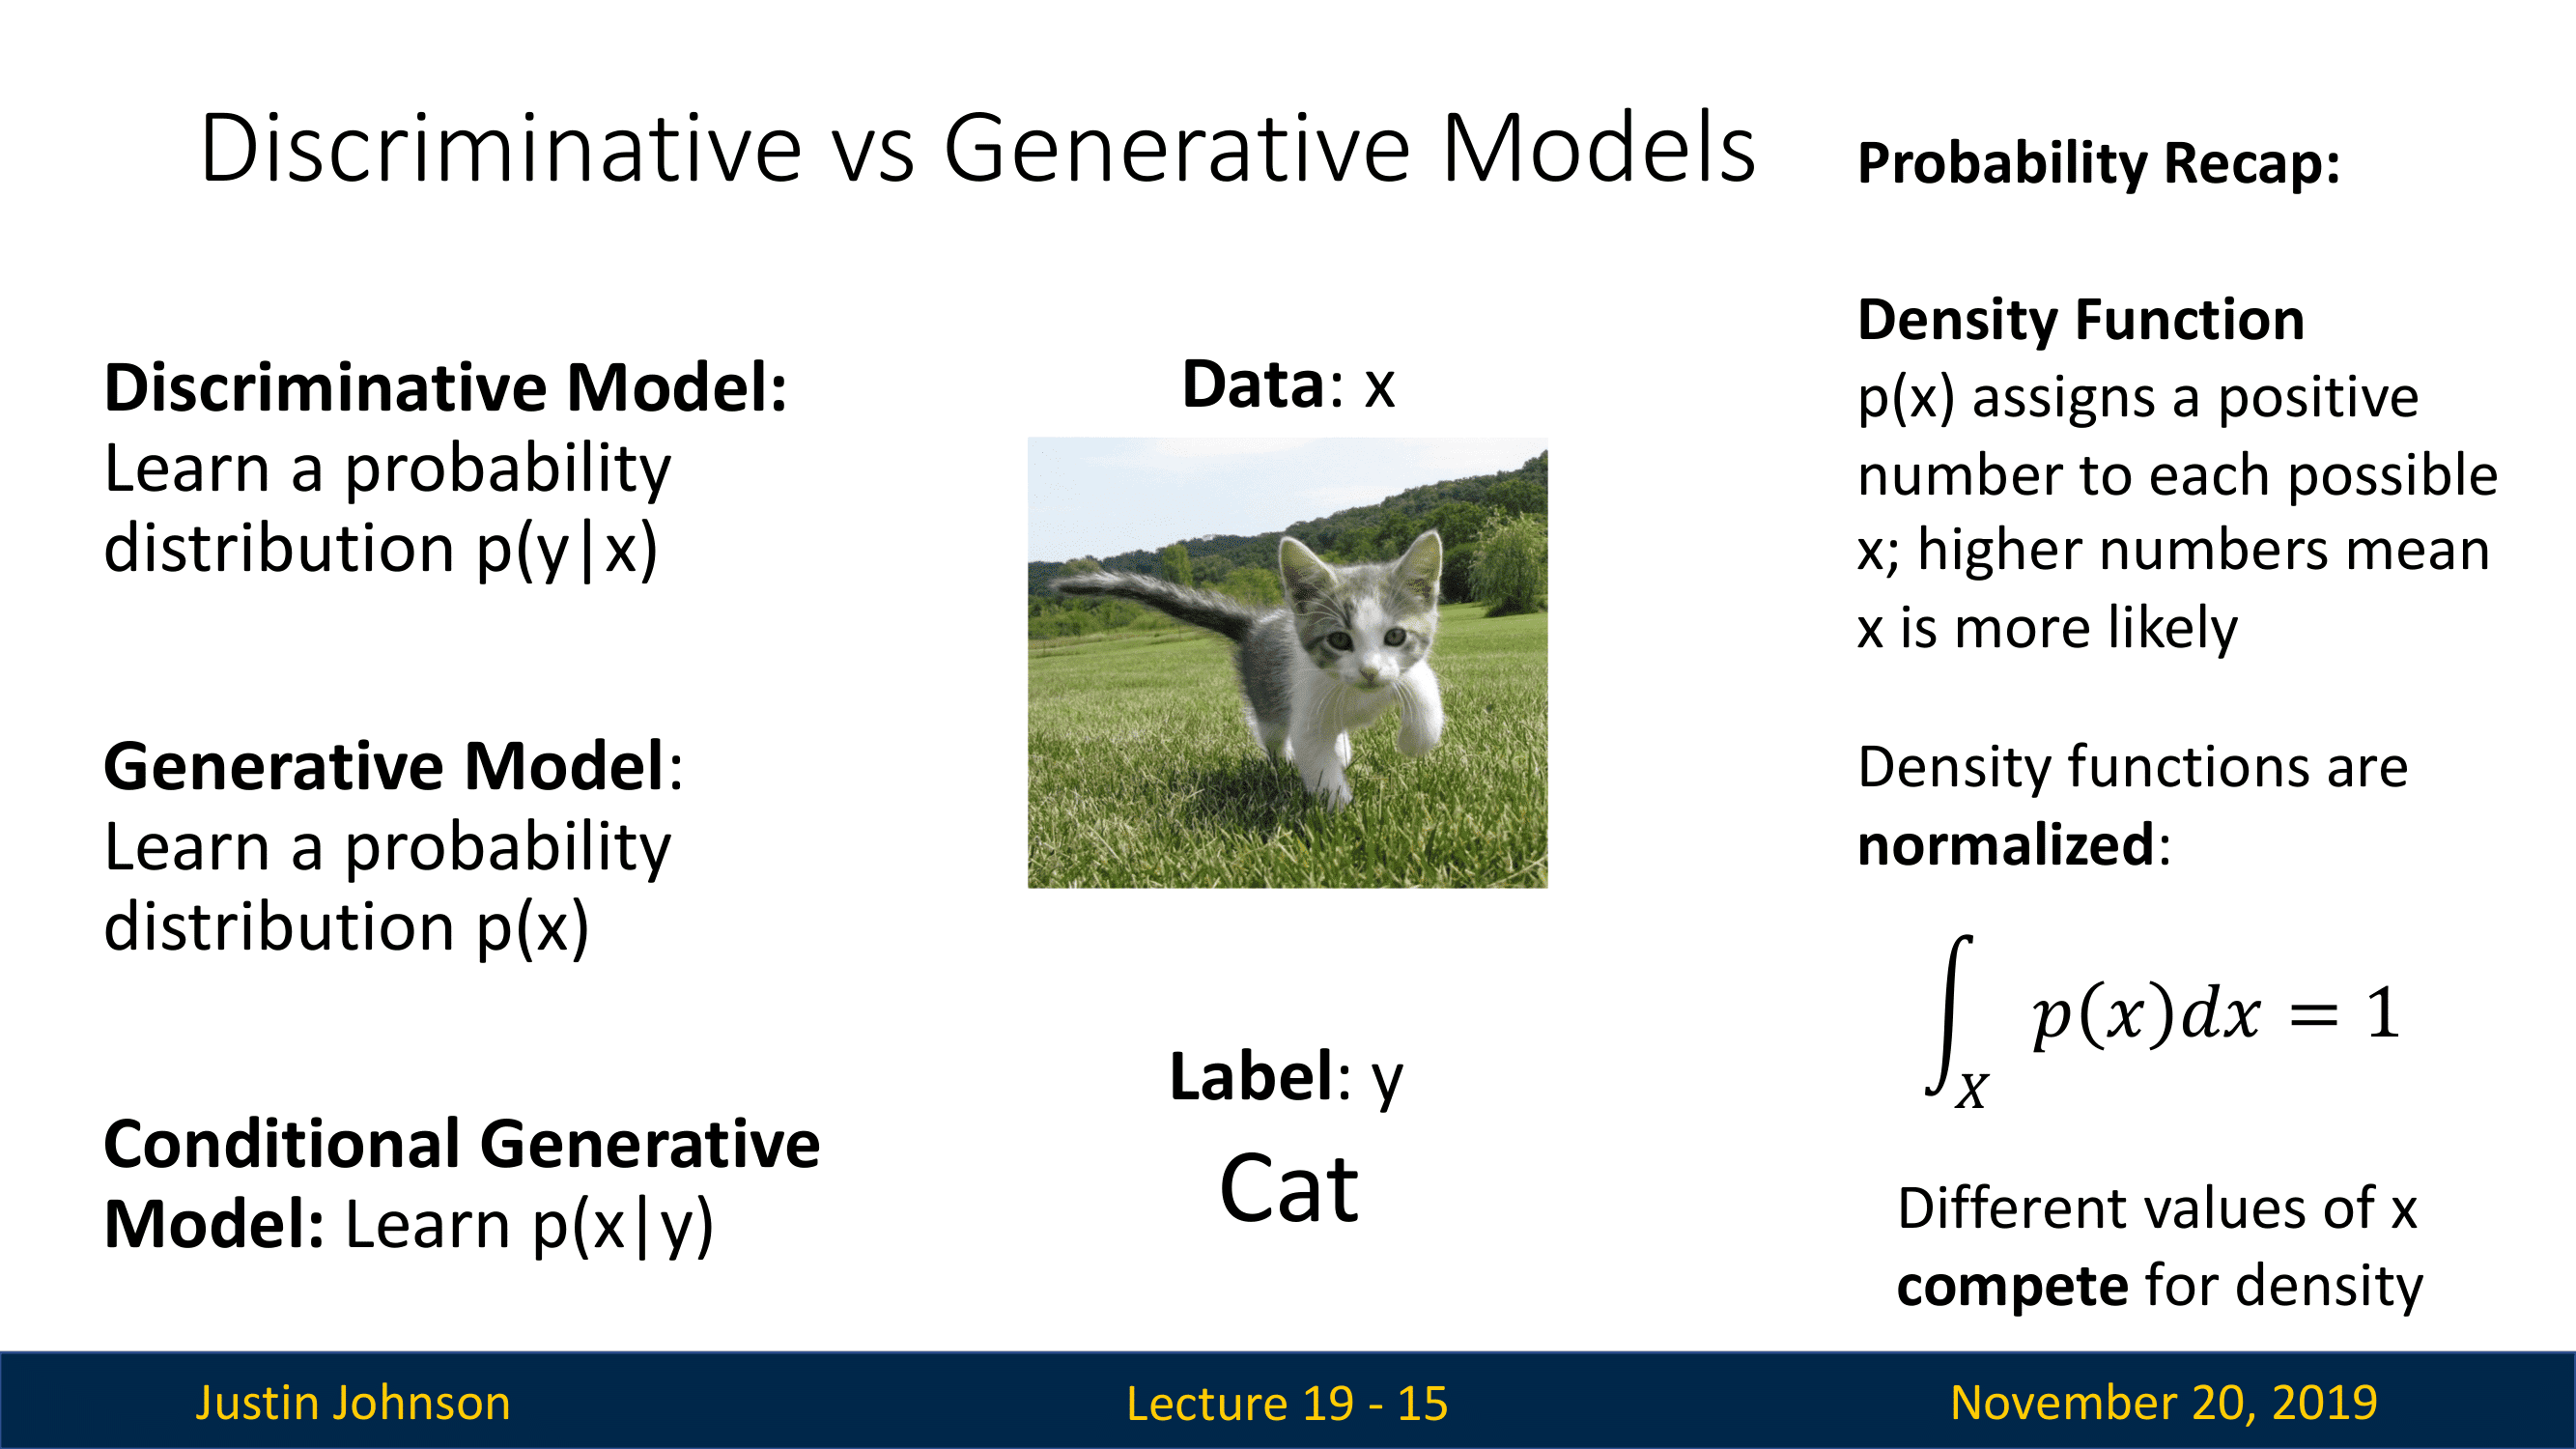 Discriminative vs Generative Models
Discriminative Model:
Learn a probability
distribution p(y|x)
Generative Model:
Learn a probability
distribution p(x)
Conditional Generative
Model: Learn p(x|y)
Data: x
Label: y
Cat
Probability Recap:
Density Function
p(x) assigns a positive
number to each possible
x; higher numbers mean
x is more likely
Density functions are
normalized:
∫_X p(x)dx = 1
Different values of x
compete for density
Justin Johnson
Lecture 19 - 15
November 20, 2019